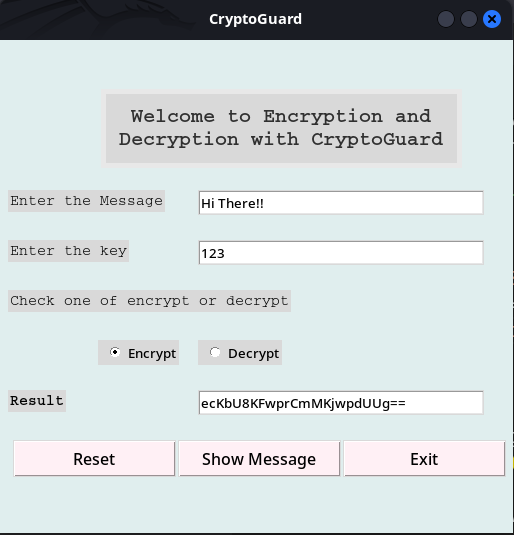 CryptoGuard
Welcome to Encryption and
Decryption with CryptoGuard
Enter the Message
Hi There!!
Enter the key
123
Check one of encrypt or decrypt
Encrypt
Decrypt
Result
ecKbU8KFwprCmMKjwpdUUg==
Reset
Show Message
Exit